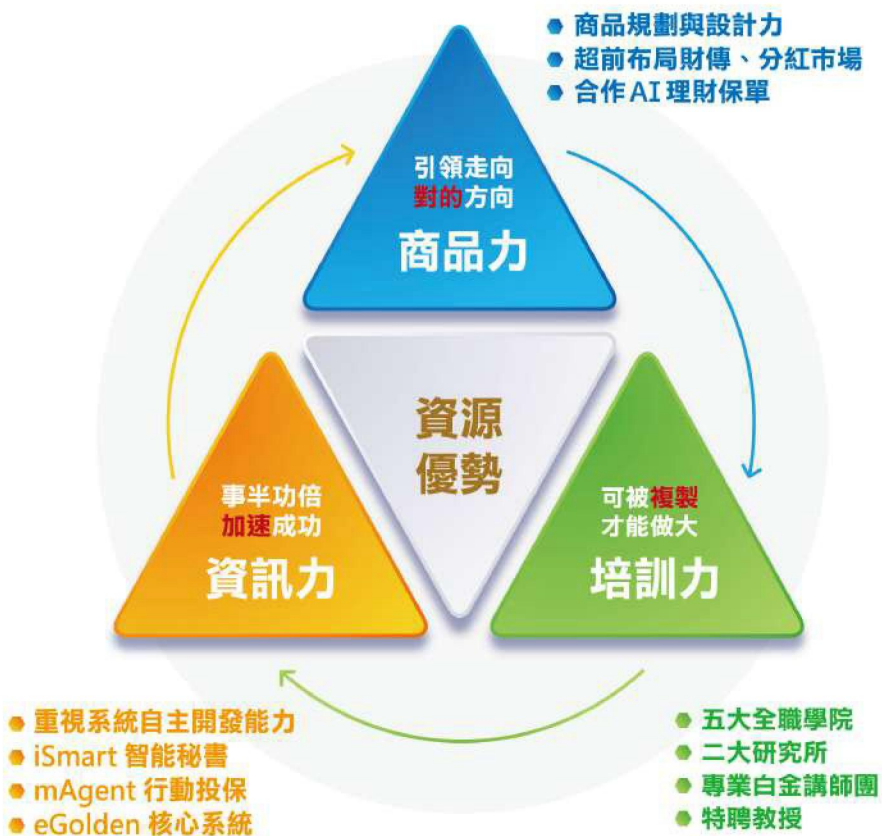 商品規劃與設計力
超前布局財傳、分紅市場
合作AI理財保單
引領走向
對的方向
商品力
資源
優勢
事半功倍
加速成功
資訊力
可被複製
才能做大
培訓力
重視系統自主開發能力
iSmart 智能秘書
mAgent 行動投保
eGolden 核心系統
五大全職學院
二大研究所
專業白金講師團
特聘教授